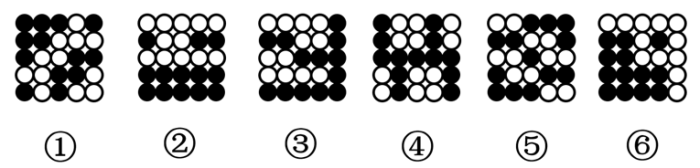 ① ② ③ ④ ⑤ ⑥